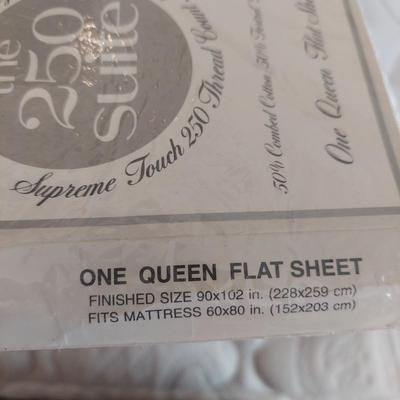 the
250
suite
Supreme Touch 250 Thread Count
50% Combed Cotton 50%
One Queen Flat
ONE QUEEN FLAT SHEET
FINISHED SIZE 90x102 in. (228x259 cm)
FITS MATTRESS 60x80 in. (152x203 cm)